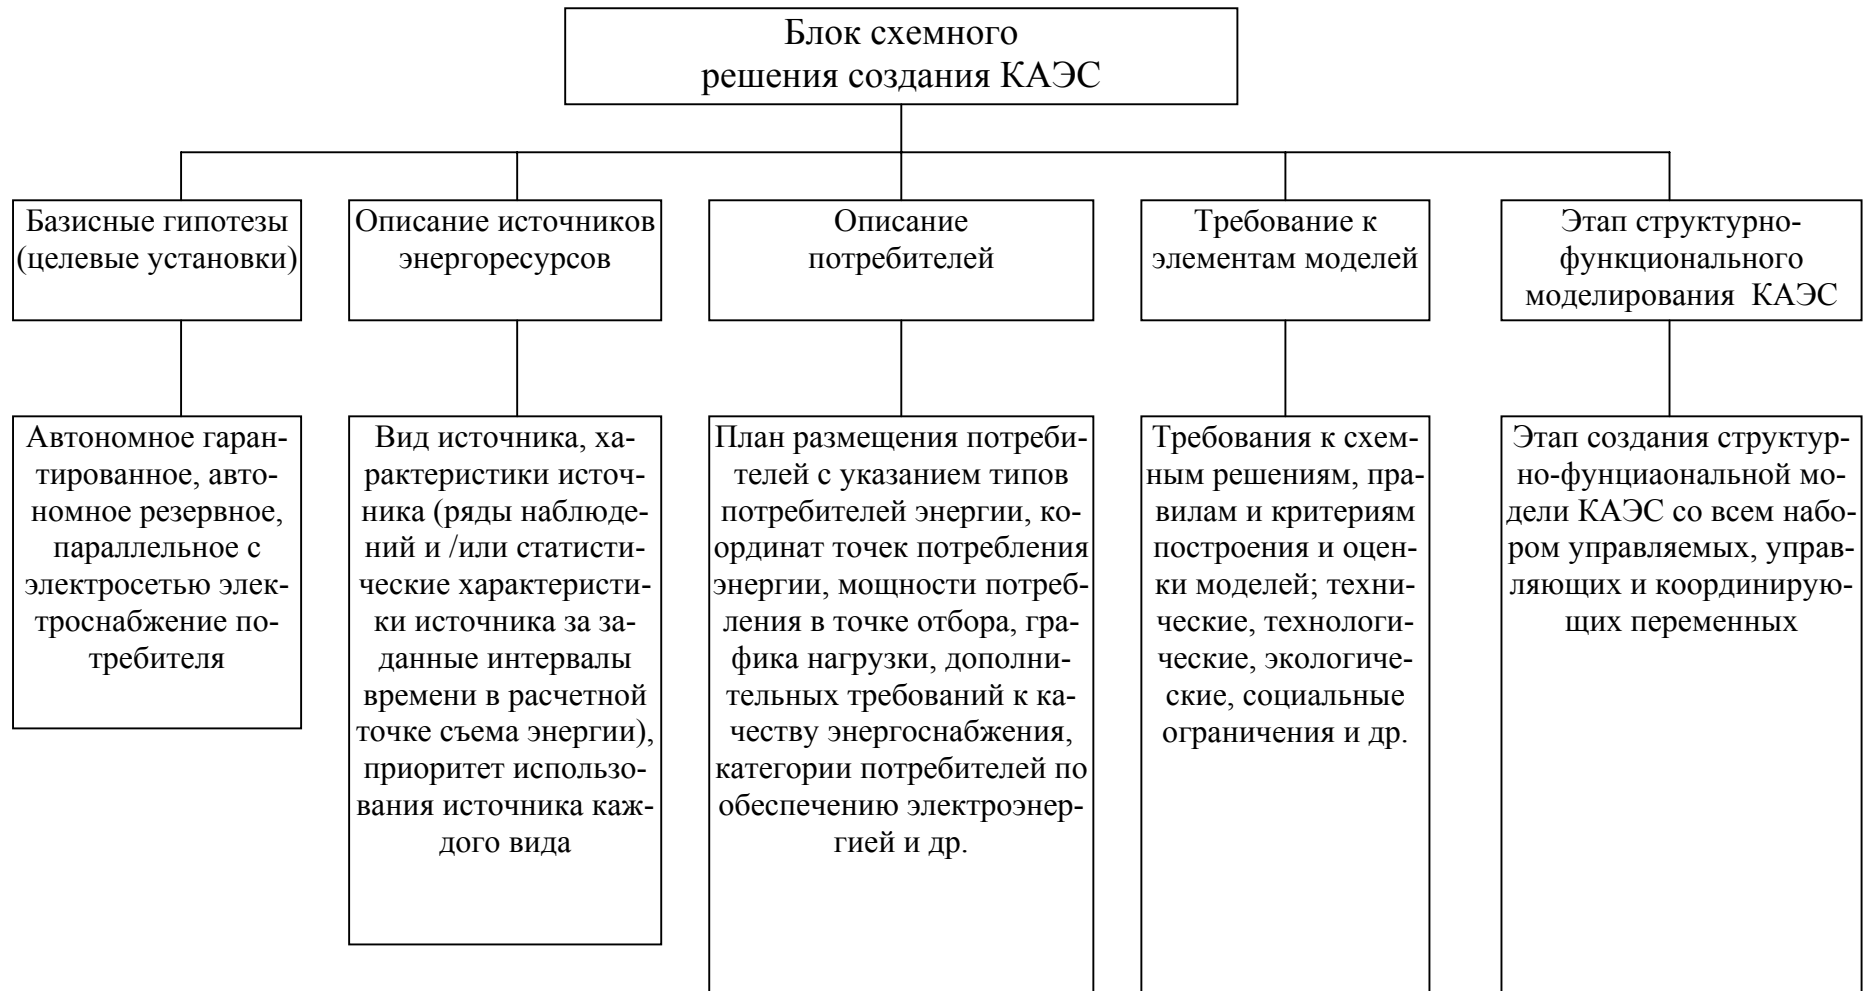 Блок схемного
решения создания КАЭС
Базисные гипотезы
(целевые установки)
Описание источников
энергоресурсов
Описание
потребителей
Требование к
элементам моделей
Этап структурно-
функционального
моделирования КАЭС
Автономное гаран-
тированное, авто-
номное резервное,
параллельное с
электросетью элек-
троснабжение по-
требителя
Вид источника, ха-
рактеристики источ-
ника (ряды наблюде-
ний и /или статисти-
ческие характеристи-
ки источника за за-
данные интервалы
времени в расчетной
точке съема энергии),
приоритет использо-
вания источника каж-
дого вида
План размещения потреби-
телей с указанием типов
потребителей энергии, ко-
ординат точек потребления
энергии, мощности потреб-
ления в точке отбора, гра-
фика нагрузки, дополни-
тельных требований к ка-
честву энергоснабжения,
категории потребителей по
обеспечению электроэнер-
гией и др.
Требования к схем-
ным решениям, пра-
вилам и критериям
построения и оцен-
ки моделей; техни-
ческие, технологи-
ческие, экологиче-
ские, социальные
ограничения и др.
Этап создания структур-
но-фунциаональной мо-
дели КАЭС со всем набо-
ром управляемых, управ-
ляющих и координирую-
щих переменных